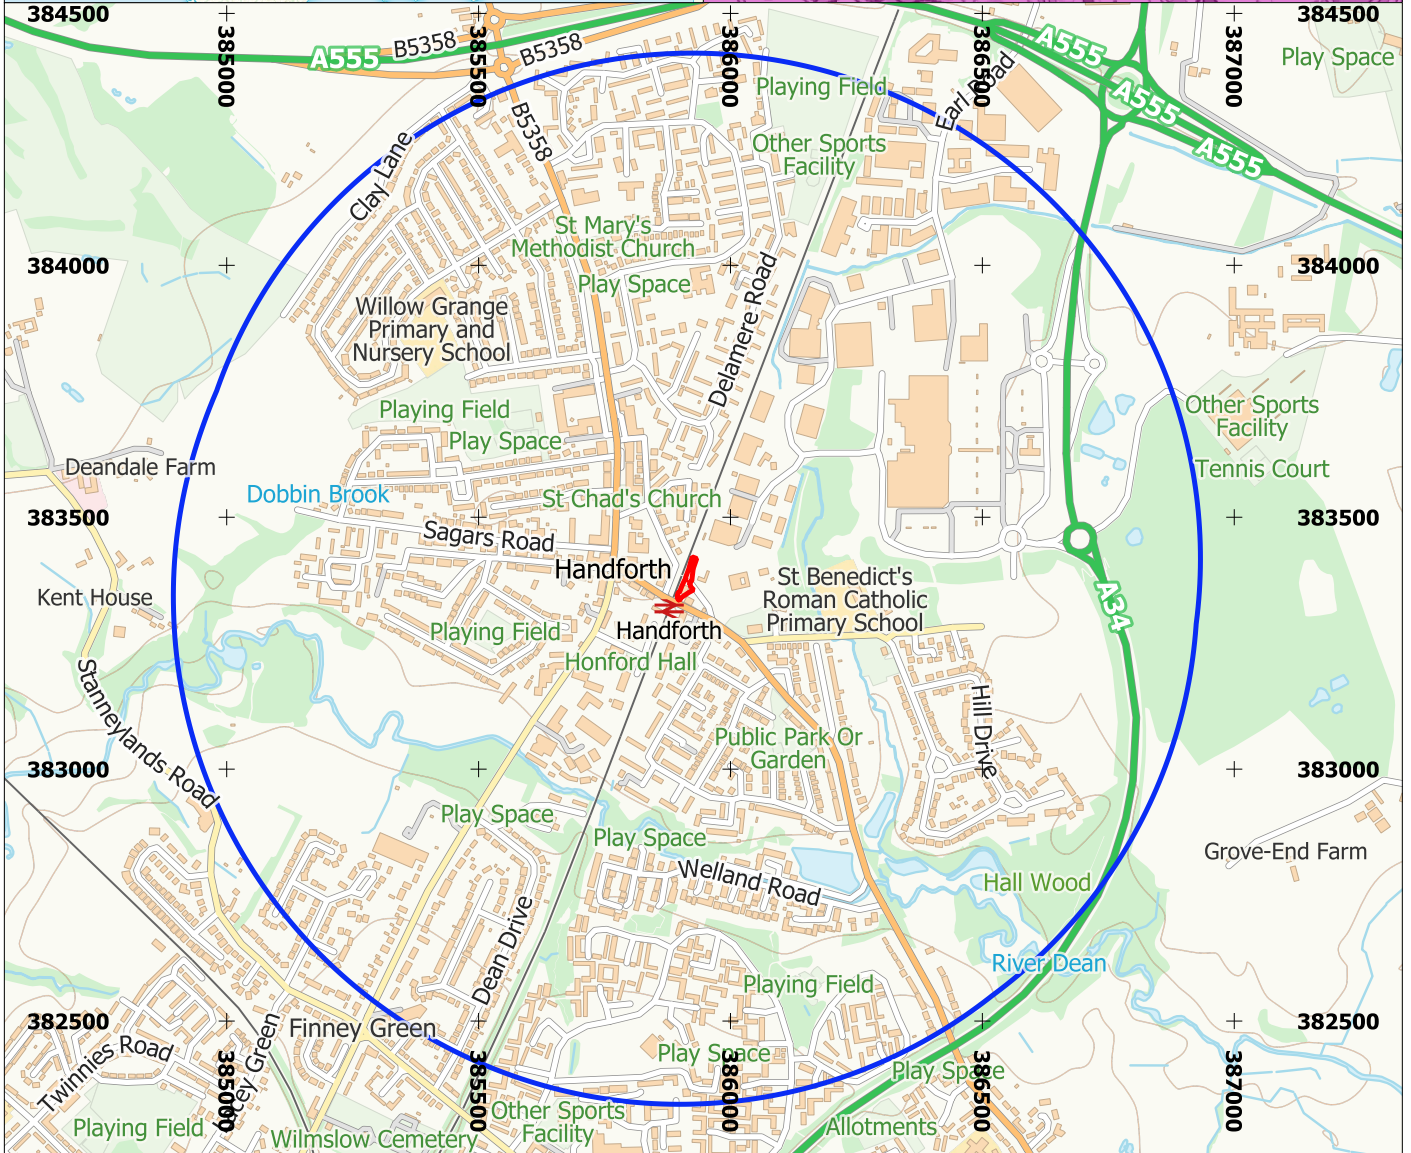 384500
385000
385500
386000
386500
387000
384500
A555
B5358
B5358
A555
A555
A555
Play Space
Playing Field
Earl Road
B5358
Clay Lane
Other Sports
Facility
St Mary's
Methodist Church
Play Space
384000
384000
Delamere Road
Willow Grange
Primary and
Nursery School
Playing Field
Play Space
Other Sports
Facility
Tennis Court
Deandale Farm
Dobbin Brook
St Chad's Church
383500
383500
Sagars Road
Handforth
St Benedict's
Roman Catholic
Primary School
A34
Kent House
Handforth
Playing Field
Honford Hall
Stanneylands Road
Hill Drive
Public Park Or
Garden
383000
383000
Play Space
Play Space
Welland Road
Grove-End Farm
Hall Wood
Dean Drive
River Dean
Playing Field
382500
382500
Finney Green
Twinnies Road
Play Space
Play Space
385000
385500
386000
386500
387000
Playing Field
Wilmslow Cemetery
Other Sports
Facility
Allotments